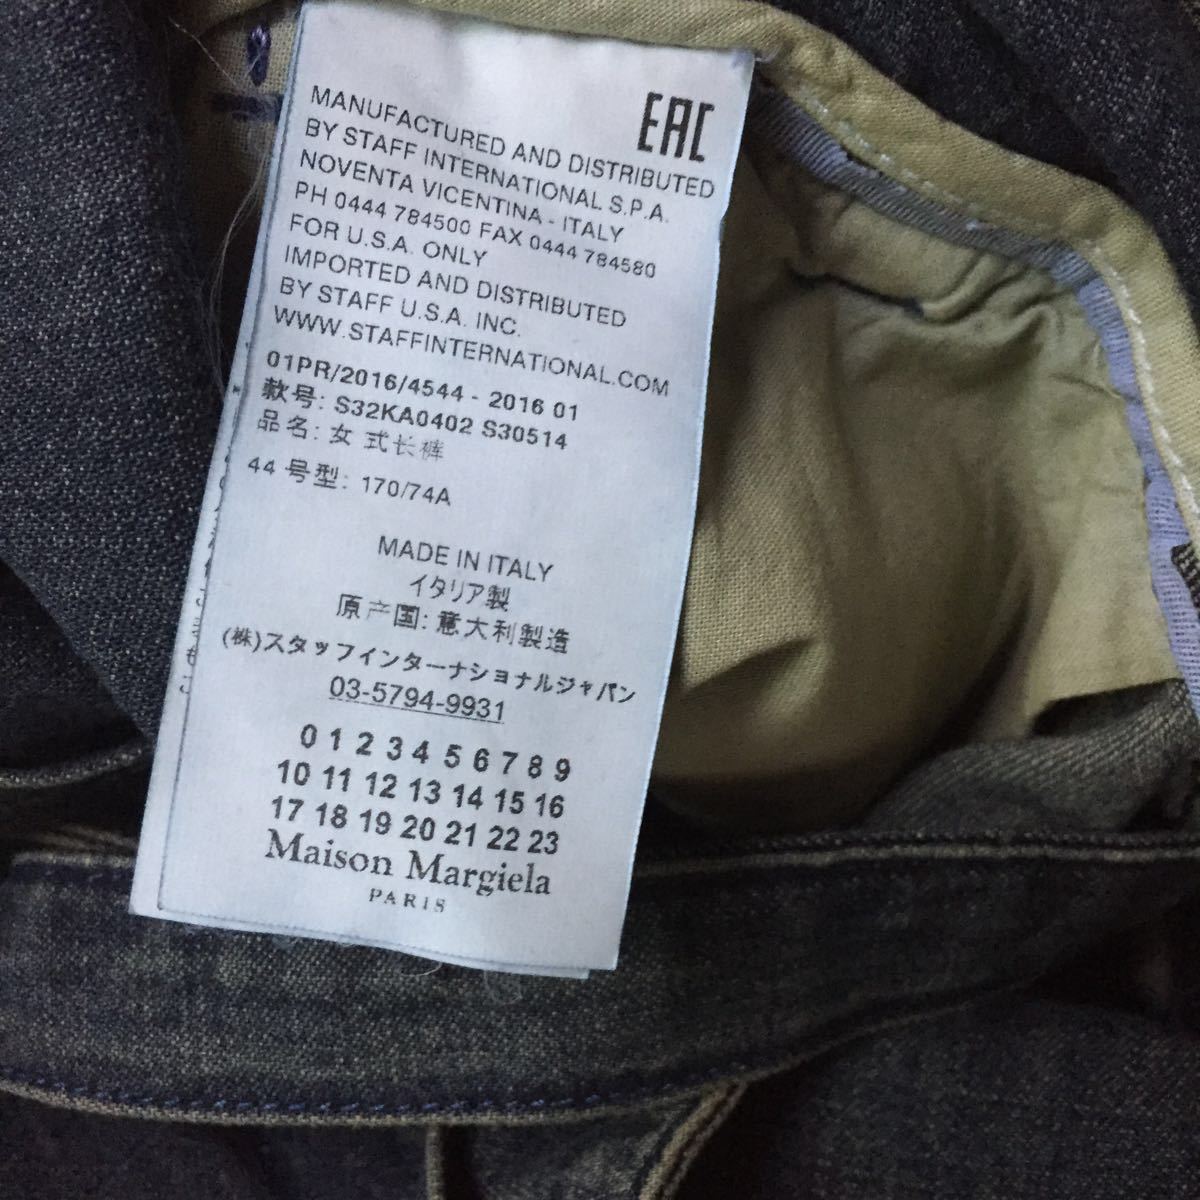 EAC
MANUFACTURED AND DISTRIBUTED
BY STAFF INTERNATIONAL S.P.A.
NOVENTA VICENTINA - ITALY
PH 0444 784500 FAX 0444 784580
FOR U.S.A. ONLY
IMPORTED AND DISTRIBUTED
BY STAFF U.S.A. INC.
WWW.STAFFINTERNATIONAL.COM
01PR/2016/4544 - 2016 01
款号: S32KA0402 S30514
品名: 女式长裤
44 号型: 170/74A
MADE IN ITALY
イタリア製
原产国: 意大利製造
(株)スタッフインターナショナルジャパン
03-5794-9931
0 1 2 3 4 5 6 7 8 9
10 11 12 13 14 15 16
17 18 19 20 21 22 23
Maison Margiela
PARIS